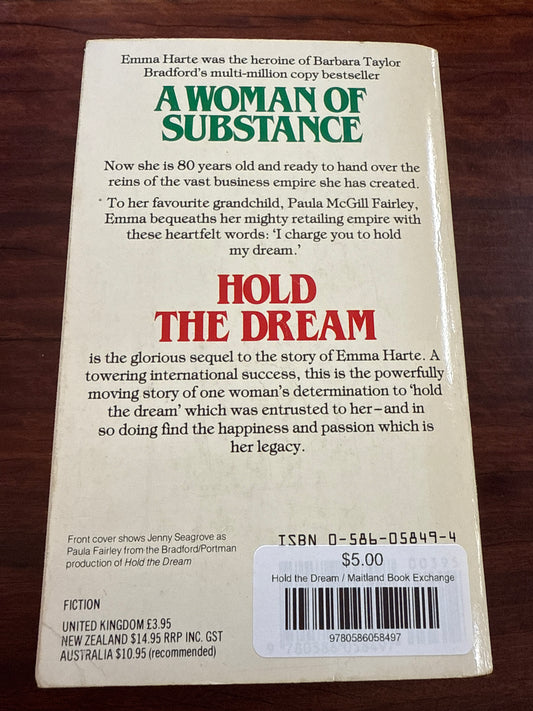 Emma Harte was the heroine of Barbara Taylor
Bradford's multi-million copy bestseller
A WOMAN OF
SUBSTANCE
Now she is 80 years old and ready to hand over the
reins of the vast business empire she has created.
To her favourite grandchild, Paula McGill Fairley,
Emma bequeaths her mighty retailing empire with
these heartfelt words: 'I charge you to hold
my dream.'
HOLD
THE DREAM
is the glorious sequel to the story of Emma Harte. A
towering international success, this is the powerfully
moving story of one woman's determination to 'hold
the dream' which was entrusted to her–and in
so doing find the happiness and passion which is
her legacy.
Front cover shows Jenny Seagrove as
Paula Fairley from the Bradford/Portman
production of Hold the Dream
ISBN 0-586-05849-4
00395
$5.00
Hold the Dream / Maitland Book Exchange
9780586058497
9 780586 058497
FICTION
UNITED KINGDOM £3.95
NEW ZEALAND $14.95 RRP INC. GST
AUSTRALIA $10.95 (recommended)